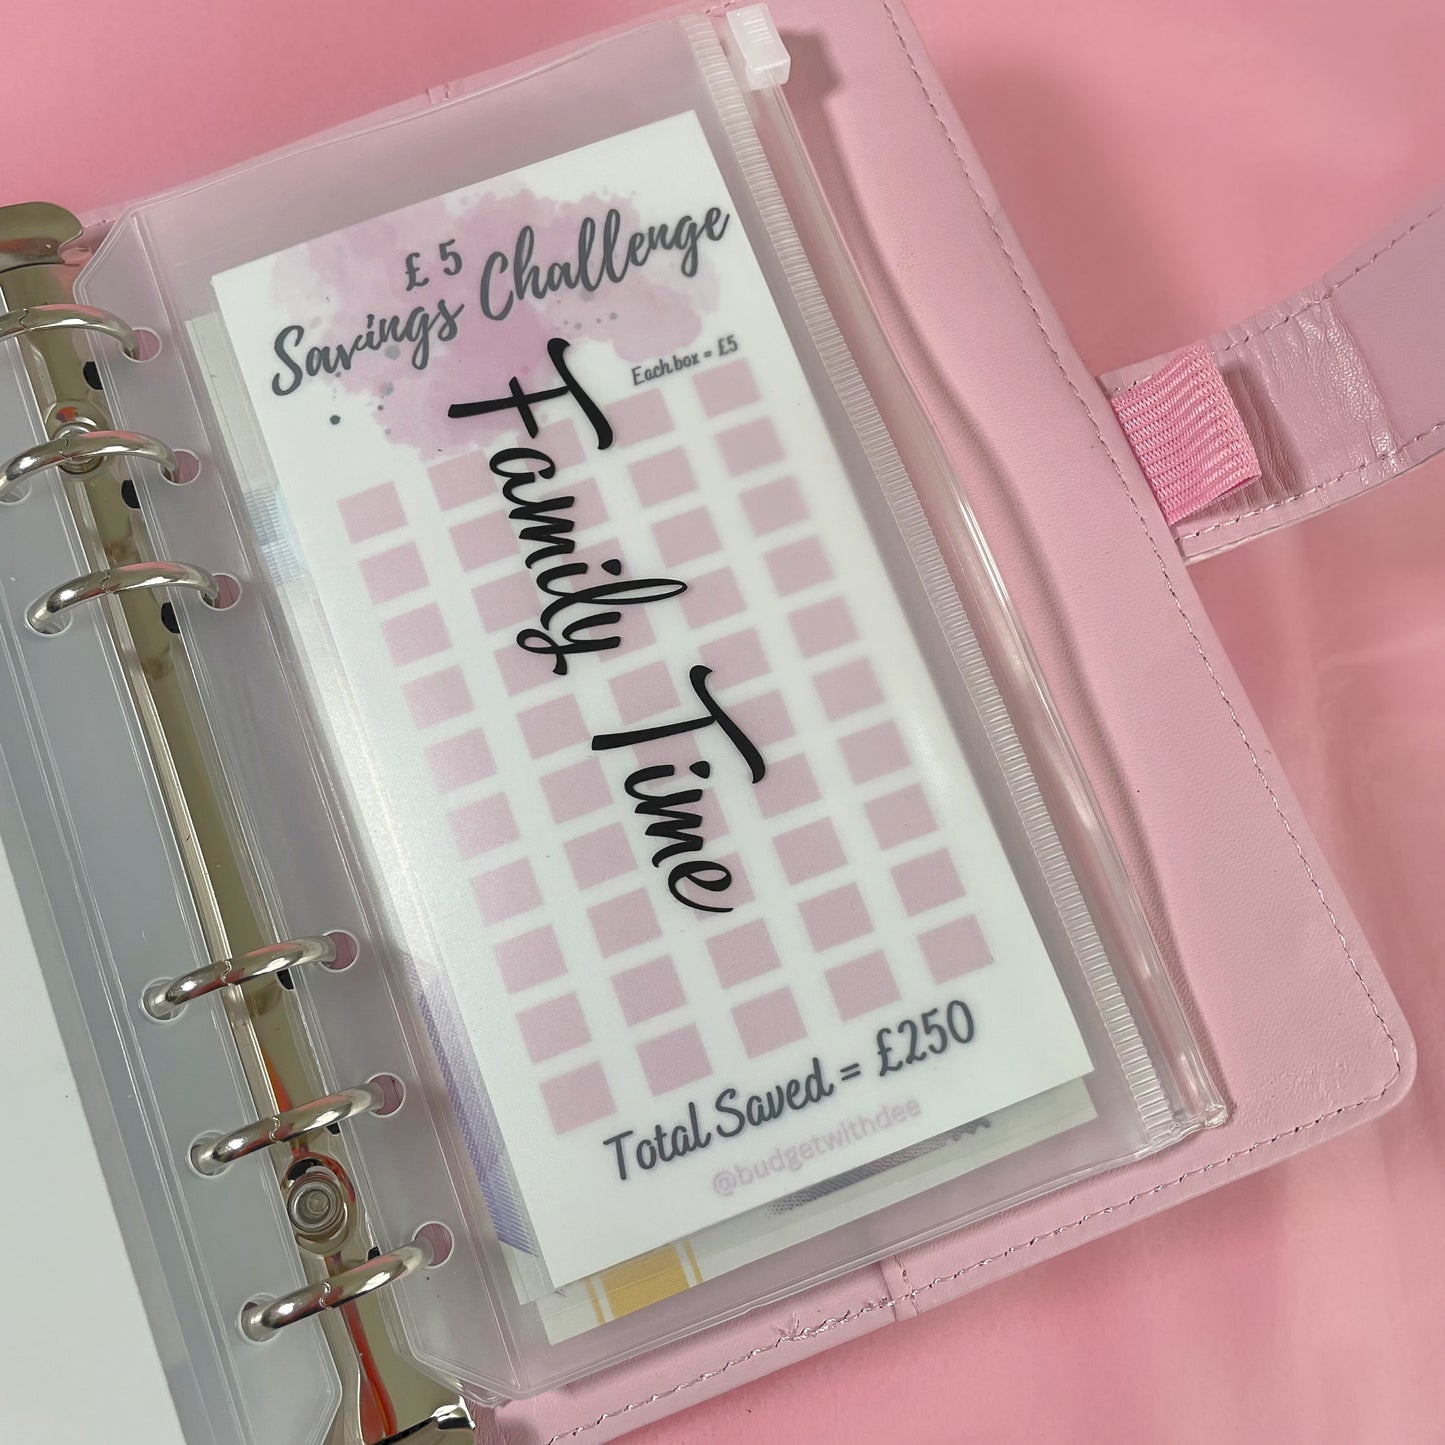 £ 5
Savings Challenge
Each box = £5
Family Time
Total Saved = £250
@budgetwithdee